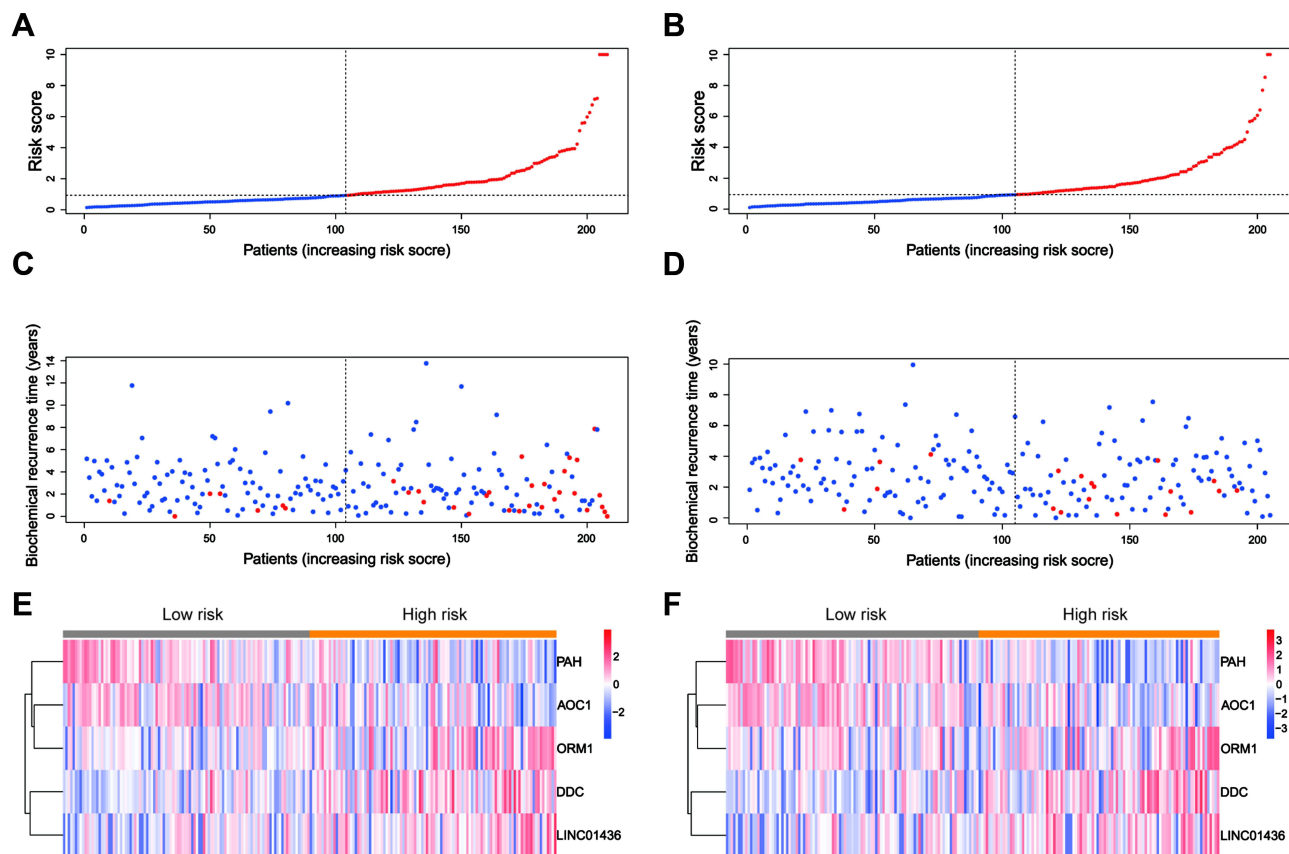 A
B
Risk score
0 2 4 6 8 10
0 50 100 150 200
Patients (increasing risk socre)
Risk score
0 2 4 6 8 10
0 50 100 150 200
Patients (increasing risk socre)
C
D
Biochemical recurrence time (years)
0 2 4 6 8 10 12 14
0 50 100 150 200
Patients (increasing risk socre)
Biochemical recurrence time (years)
0 2 4 6 8 10
0 50 100 150 200
Patients (increasing risk socre)
E
Low risk High risk
PAH
AOC1
ORM1
DDC
LINC01436
2
0
−2
F
Low risk High risk
PAH
AOC1
ORM1
DDC
LINC01436
3
2
1
0
−1
−2
−3